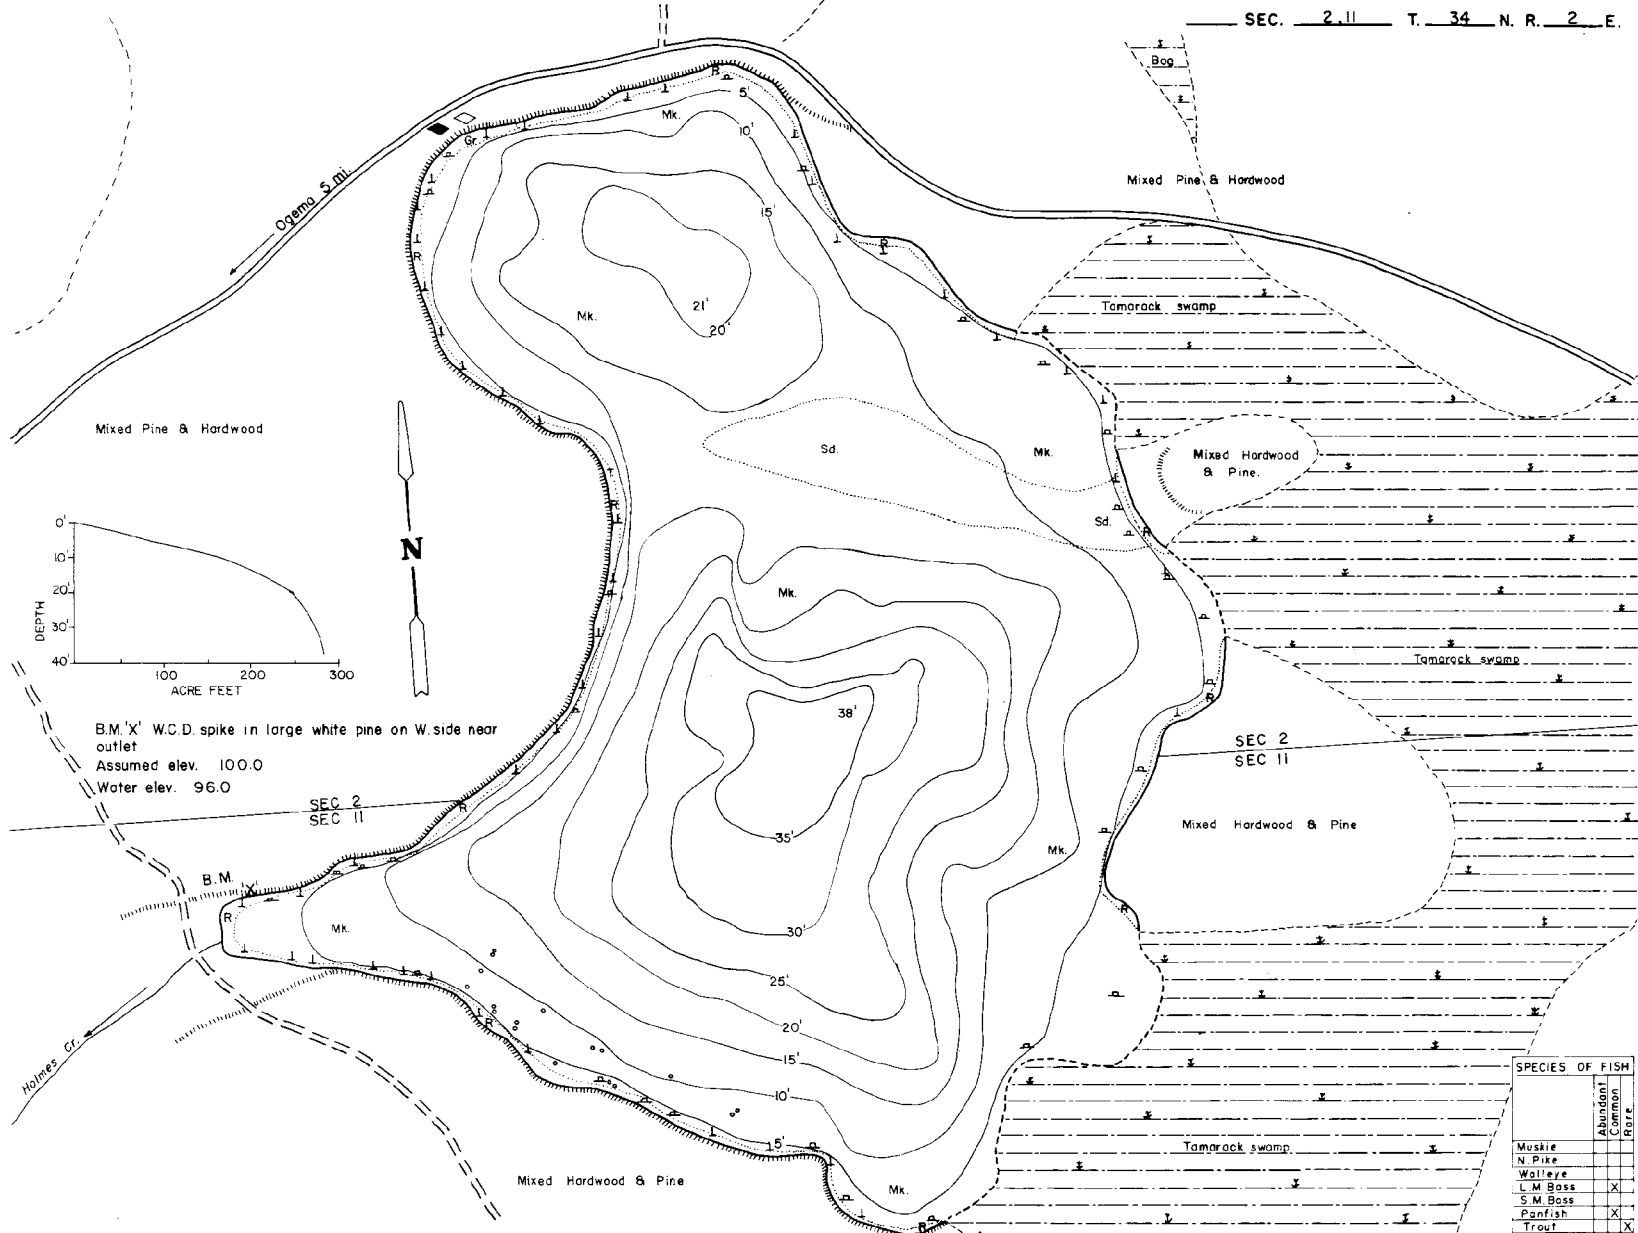 SEC. 2,11 T. 34 N. R. 2 E.
Bog
R
5'
Mk.
10'
Gr.
Ogema 5 mi.
Mixed Pine & Hardwood
15'
R
R
Tamarack swamp
21'
Mk.
20'
Mixed Pine & Hardwood
Sd.
Mk.
Mixed Hardwood
& Pine.
R
Sd.
R
N
0'
10'
20'
30'
40'
DEPTH
100 200 300
ACRE FEET
Mk.
Tamarack swamp
R
38'
B.M. 'X' W.C.D. spike in large white pine on W. side near
outlet
Assumed elev. 100.0
Water elev. 96.0
SEC 2
SEC 11
SEC 2
SEC 11
R
Mixed Hardwood & Pine
35'
Mk.
B.M. X
R
Mk.
R
30'
25'
R
20'
15'
10'
5'
Holmes Cr.
Tamarack swamp
Mixed Hardwood & Pine
Mk.
R
SPECIES OF FISH
Abundant
Common
Rare
Muskie
N. Pike
Walleye
L.M. Bass X
S.M. Bass
Panfish X
Trout X